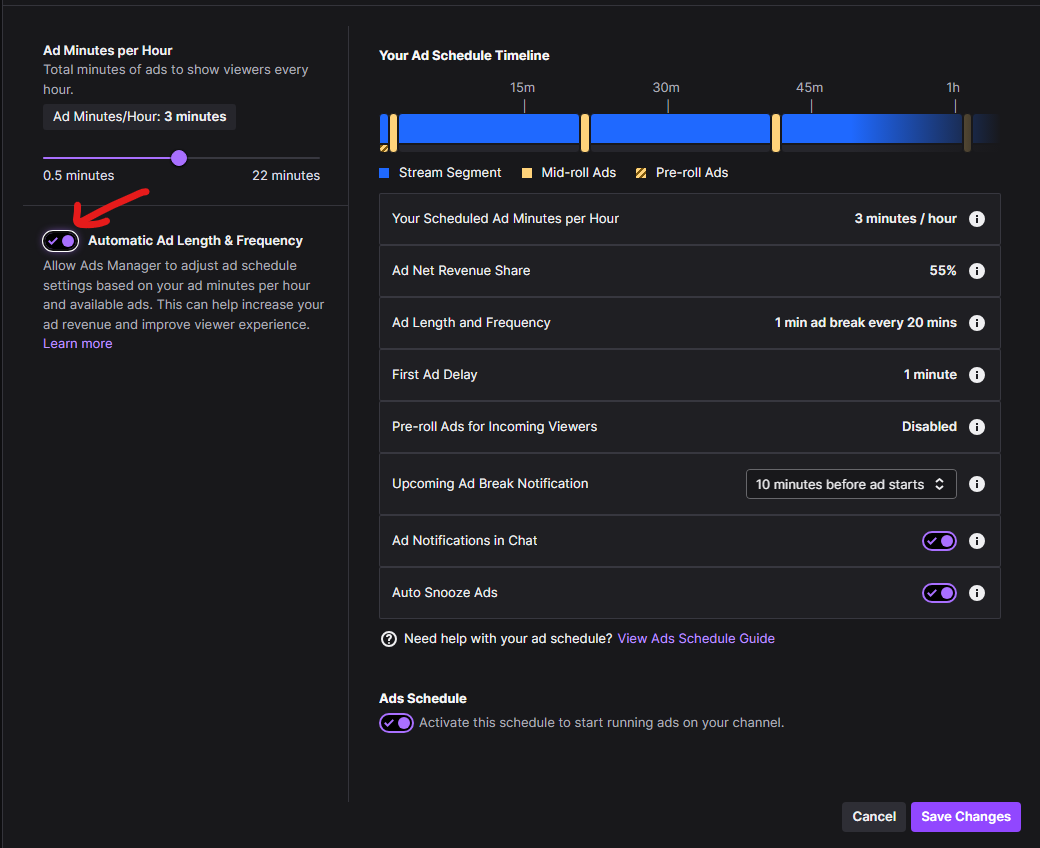 Ad Minutes per Hour
Total minutes of ads to show viewers every
hour.
Ad Minutes/Hour: 3 minutes
0.5 minutes
22 minutes
Automatic Ad Length & Frequency
Allow Ads Manager to adjust ad schedule
settings based on your ad minutes per hour
and available ads. This can help increase your
ad revenue and improve viewer experience.
Learn more
Your Ad Schedule Timeline
15m
30m
45m
1h
Stream Segment
Mid-roll Ads
Pre-roll Ads
Your Scheduled Ad Minutes per Hour
3 minutes / hour
Ad Net Revenue Share
55%
Ad Length and Frequency
1 min ad break every 20 mins
First Ad Delay
1 minute
Pre-roll Ads for Incoming Viewers
Disabled
Upcoming Ad Break Notification
10 minutes before ad starts
Ad Notifications in Chat
Auto Snooze Ads
Need help with your ad schedule? View Ads Schedule Guide
Ads Schedule
Activate this schedule to start running ads on your channel.
Cancel
Save Changes